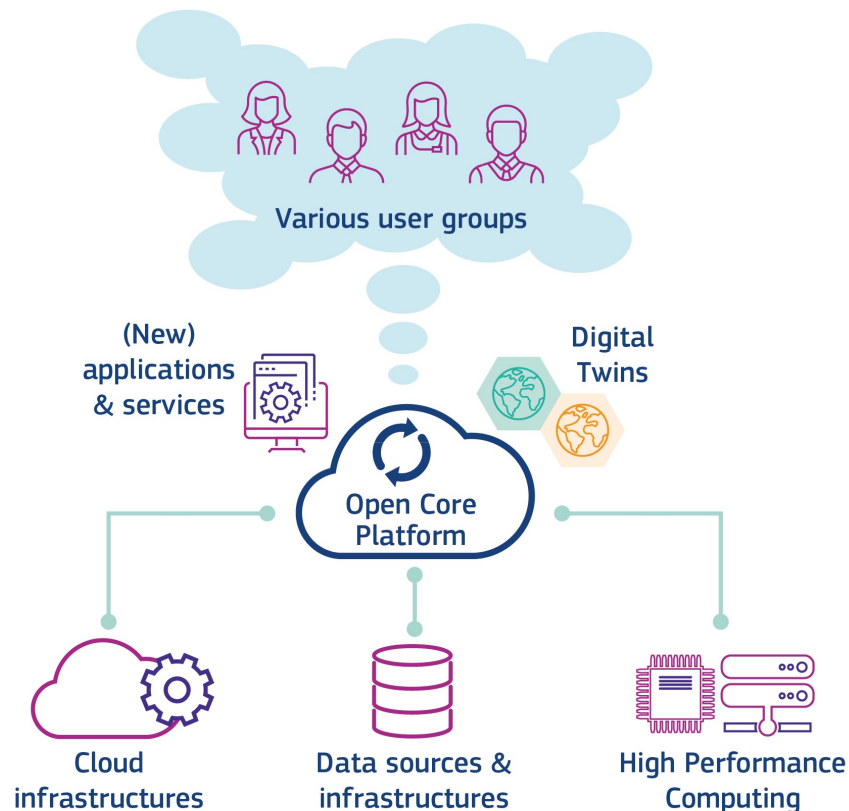 Various user groups
(New)
applications
& services
Digital
Twins
Open Core
Platform
Cloud
infrastructures
Data sources &
infrastructures
High Performance
Computing